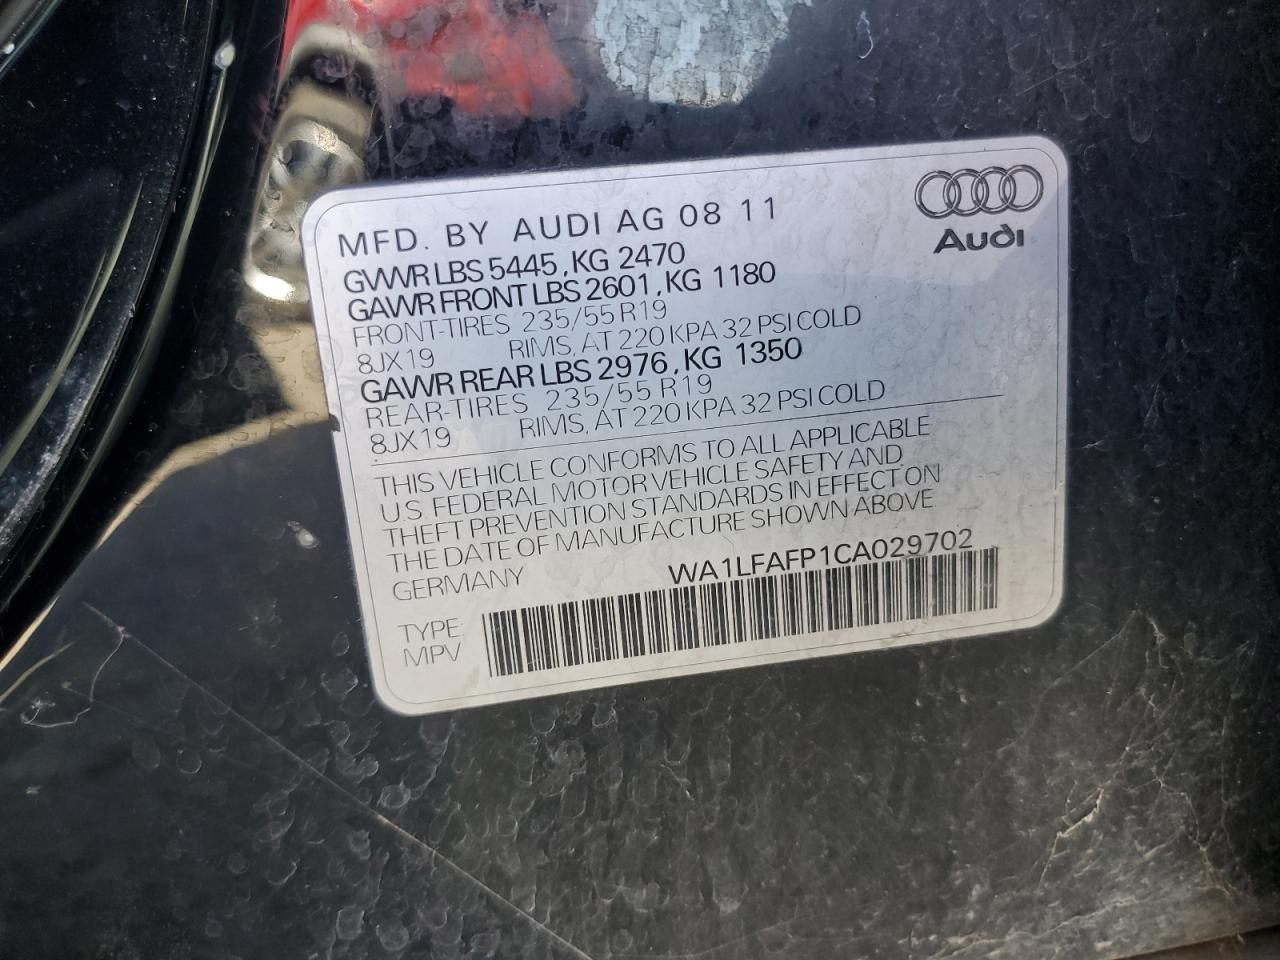 MFD. BY AUDI AG 08 11
Audi
GVWR LBS 5445, KG 2470
GAWR FRONT LBS 2601, KG 1180
FRONT-TIRES 235/55 R19
8JX19 RIMS, AT 220 KPA 32 PSI COLD
GAWR REAR LBS 2976, KG 1350
REAR-TIRES 235/55 R19
8JX19 RIMS, AT 220 KPA 32 PSI COLD
THIS VEHICLE CONFORMS TO ALL APPLICABLE
U.S. FEDERAL MOTOR VEHICLE SAFETY AND
THEFT PREVENTION STANDARDS IN EFFECT ON
THE DATE OF MANUFACTURE SHOWN ABOVE
GERMANY WA1LFAFP1CA029702
TYPE
MPV